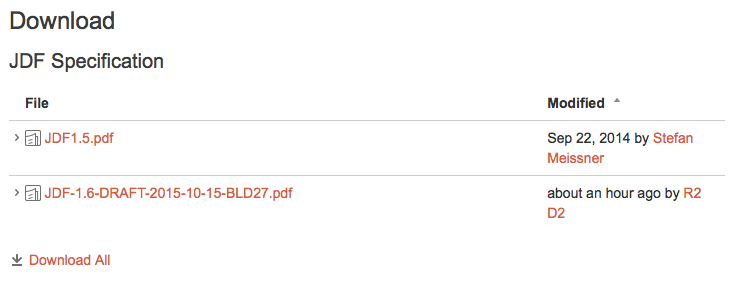 Download
JDF Specification
File Modified
JDF1.5.pdf Sep 22, 2014 by Stefan
Meissner
JDF-1.6-DRAFT-2015-10-15-BLD27.pdf about an hour ago by R2
D2
Download All